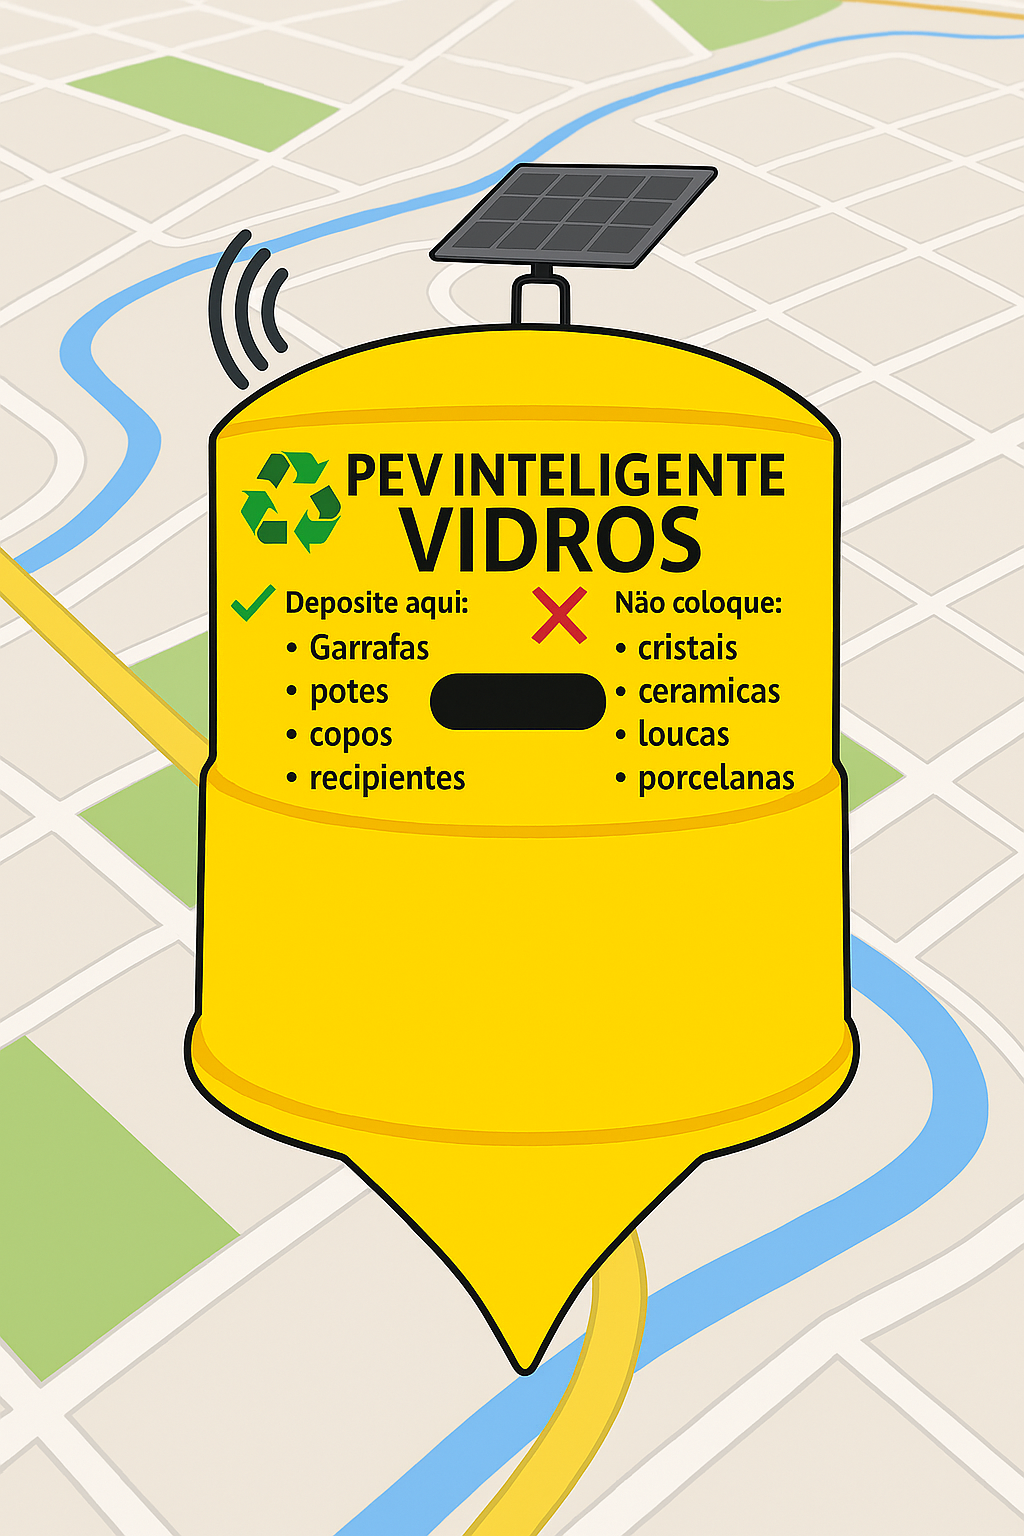 PEV INTELIGENTE
VIDROS
Deposite aqui:
• Garrafas
• potes
• copos
• recipientes
Não coloque:
• cristais
• ceramicas
• loucas
• porcelanas